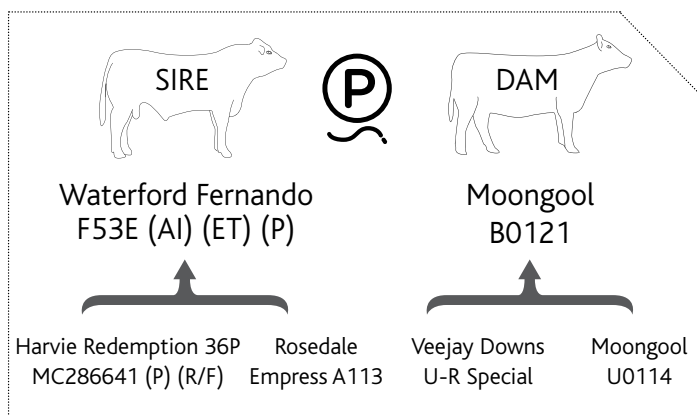 SIRE
P
DAM
Waterford Fernando
F53E (AI) (ET) (P)
Moongool
B0121
Harvie Redemption 36P
MC286641 (P) (R/F)
Rosedale
Empress A113
Veejay Downs
U-R Special
Moongool
U0114